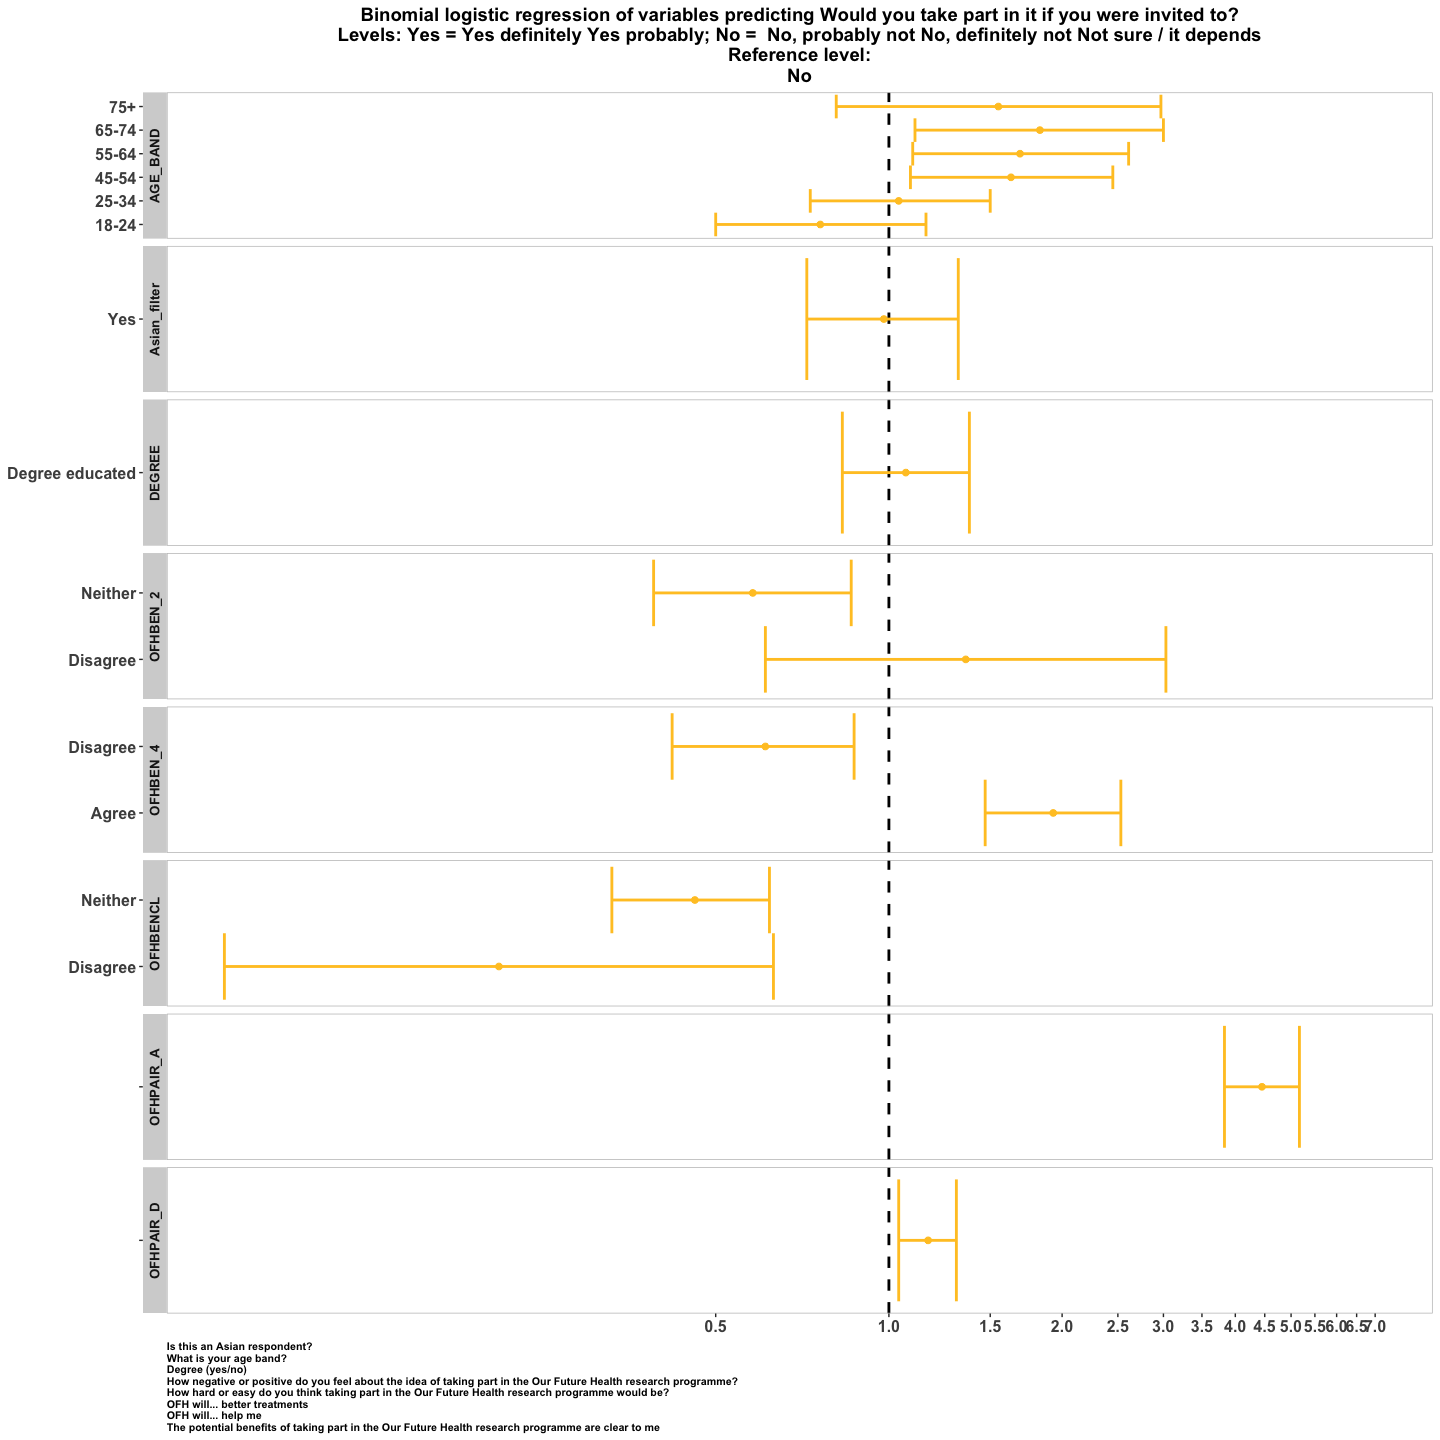 Binomial logistic regression of variables predicting Would you take part in it if you were invited to?
Levels: Yes = Yes definitely Yes probably; No =  No, probably not No, definitely not Not sure / it depends
Reference level:
No
AGE_BAND
75+
65-74
55-64
45-54
25-34
18-24
Asian_filter
Yes
DEGREE
Degree educated
OFHBEN_2
Neither
Disagree
OFHBEN_4
Disagree
Agree
OFHBENCL
Neither
Disagree
OFHPAIR_A
OFHPAIR_D
0.5 1.0 1.5 2.0 2.5 3.0 3.5 4.0 4.5 5.0 5.5 6.0 6.5 7.0
Is this an Asian respondent?
What is your age band?
Degree (yes/no)
How negative or positive do you feel about the idea of taking part in the Our Future Health research programme?
How hard or easy do you think taking part in the Our Future Health research programme would be?
OFH will... better treatments
OFH will... help me
The potential benefits of taking part in the Our Future Health research programme are clear to me